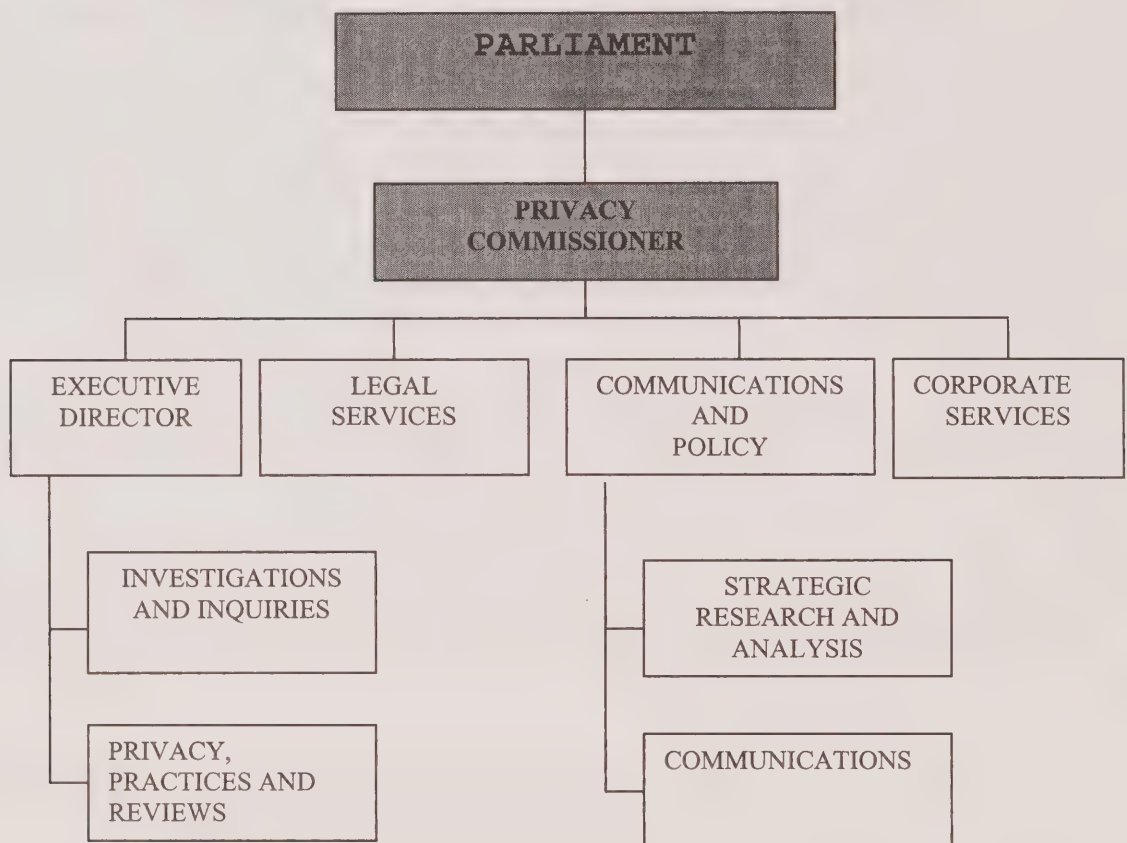 PARLIAMENT
PRIVACY
COMMISSIONER
EXECUTIVE
DIRECTOR
LEGAL
SERVICES
COMMUNICATIONS
AND
POLICY
CORPORATE
SERVICES
INVESTIGATIONS
AND INQUIRIES
STRATEGIC
RESEARCH AND
ANALYSIS
PRIVACY,
PRACTICES AND
REVIEWS
COMMUNICATIONS